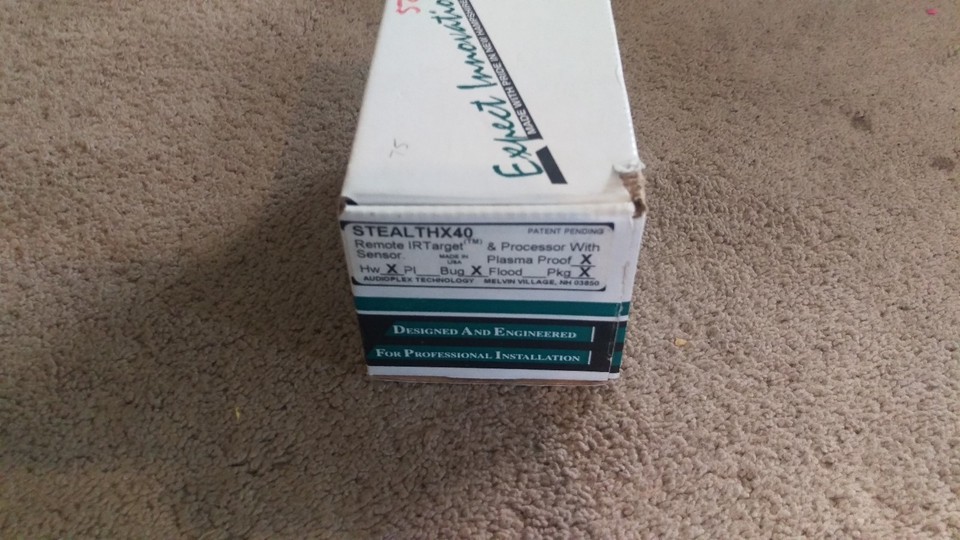 Expect Innovatio
MADE WITH PRIDE IN NEW HAMPSHIRE
75
STEALTHX40 PATENT PENDING
Remote IRTarget(TM) & Processor With
Sensor. MADE IN USA Plasma Proof X
Hw X Pl Bug X Flood Pkg X
AUDIOPLEX TECHNOLOGY MELVIN VILLAGE, NH 03850
DESIGNED AND ENGINEERED
FOR PROFESSIONAL INSTALLATION